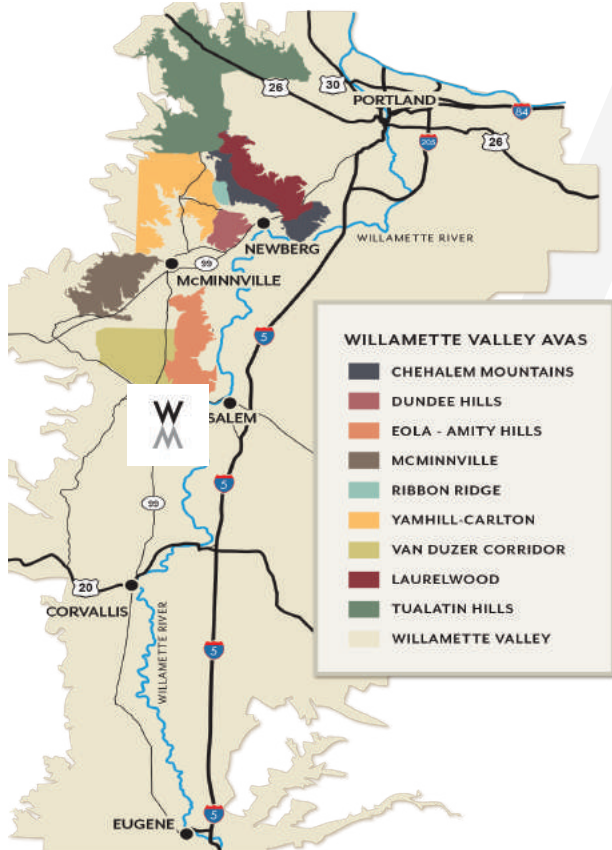 26
30
PORTLAND
84
205
26
WILLAMETTE RIVER
NEWBERG
99
McMINNVILLE
5
WILLAMETTE VALLEY AVAS
CHEHALEM MOUNTAINS
DUNDEE HILLS
EOLA - AMITY HILLS
MCMINNVILLE
RIBBON RIDGE
YAMHILL-CARLTON
VAN DUZER CORRIDOR
LAURELWOOD
TUALATIN HILLS
WILLAMETTE VALLEY
W
M
SALEM
5
99
20
CORVALLIS
WILLAMETTE RIVER
5
5
EUGENE